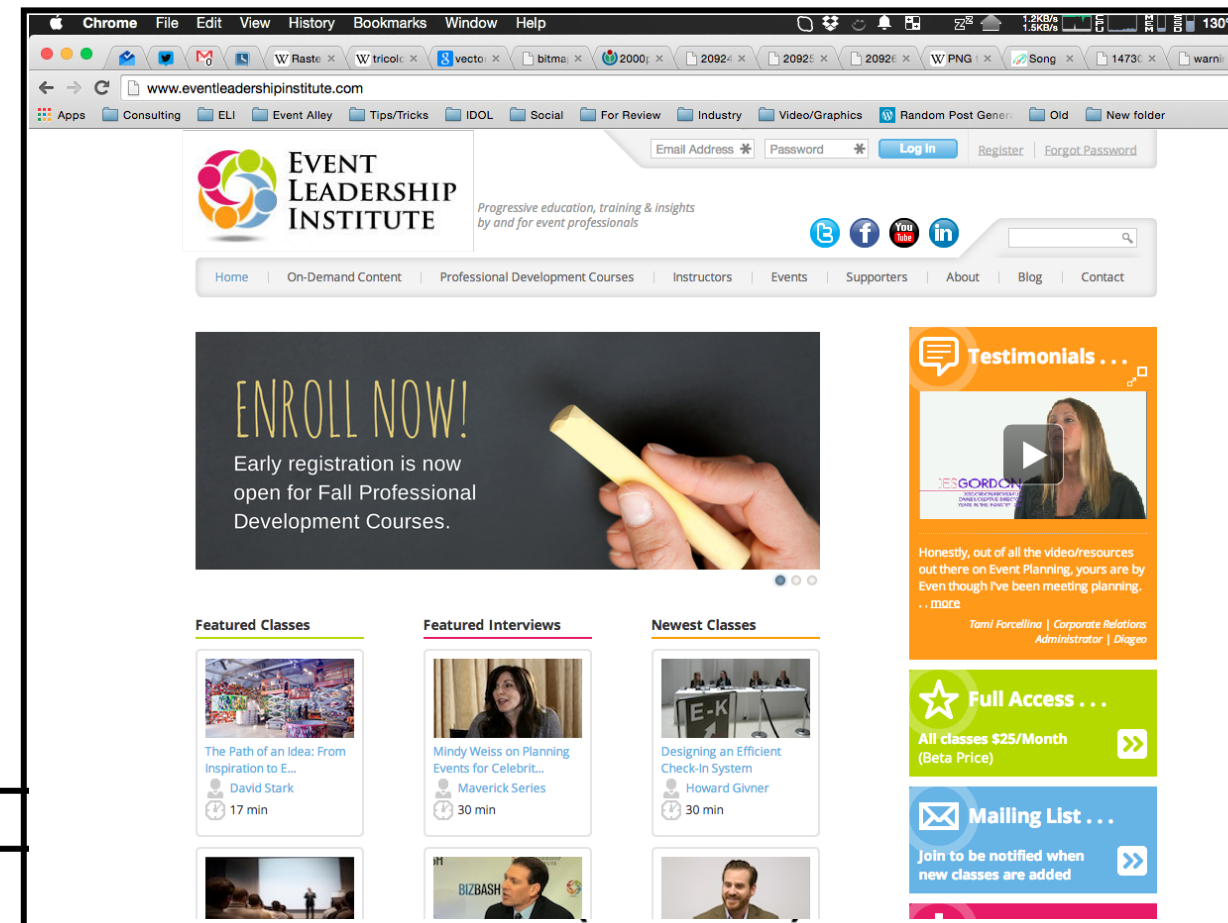 Chrome File Edit View History Bookmarks Window Help
1.2KB/s
1.5KB/s
130°
W Raste
W tricolo
vector
bitma
2000
20924
20925
20926
W PNG
Song
1473
warni
www.eventleadershipinstitute.com
Apps Consulting ELI Event Alley Tips/Tricks IDOL Social For Review Industry Video/Graphics Random Post Gener Old New folder
Email Address Password Log In Register Forgot Password
EVENT
LEADERSHIP
INSTITUTE
Progressive education, training & insights
by and for event professionals
You
Tube
in
Home On-Demand Content Professional Development Courses Instructors Events Supporters About Blog Contact
ENROLL NOW!
Early registration is now
open for Fall Professional
Development Courses.
Testimonials . . .
GORDON
Honestly, out of all the video/resources
out there on Event Planning, yours are by
Even though I've been meeting planning.
. . more
Tami Forcellina | Corporate Relations
Administrator | Diageo
Featured Classes
The Path of an Idea: From
Inspiration to E...
David Stark
17 min
Featured Interviews
Mindy Weiss on Planning
Events for Celebrit...
Maverick Series
30 min
BIZBASH
Newest Classes
E-K
Designing an Efficient
Check-In System
Howard Givner
30 min
Full Access . . .
All classes $25/Month
(Beta Price)
Mailing List . . .
Join to be notified when
new classes are added